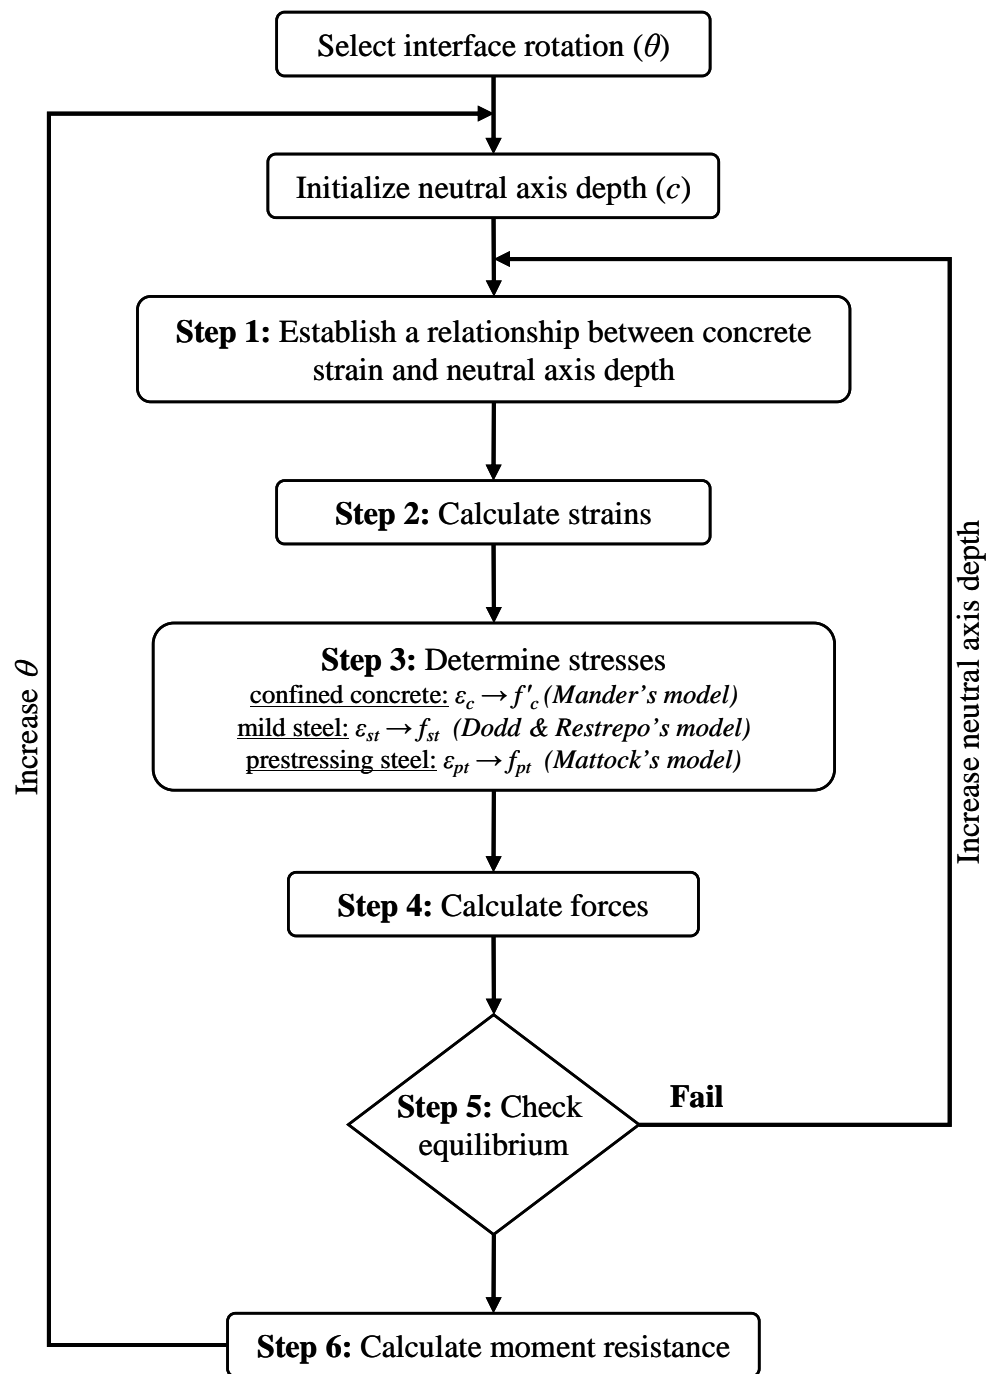 Select interface rotation (θ)
Initialize neutral axis depth (c)
Step 1: Establish a relationship between concrete
strain and neutral axis depth
Step 2: Calculate strains
Step 3: Determine stresses
confined concrete: εc → f′c (Mander's model)
mild steel: εst → fst (Dodd & Restrepo's model)
prestressing steel: εpt → fpt (Mattock's model)
Step 4: Calculate forces
Step 5: Check
equilibrium
Fail
Step 6: Calculate moment resistance
Increase θ
Increase neutral axis depth